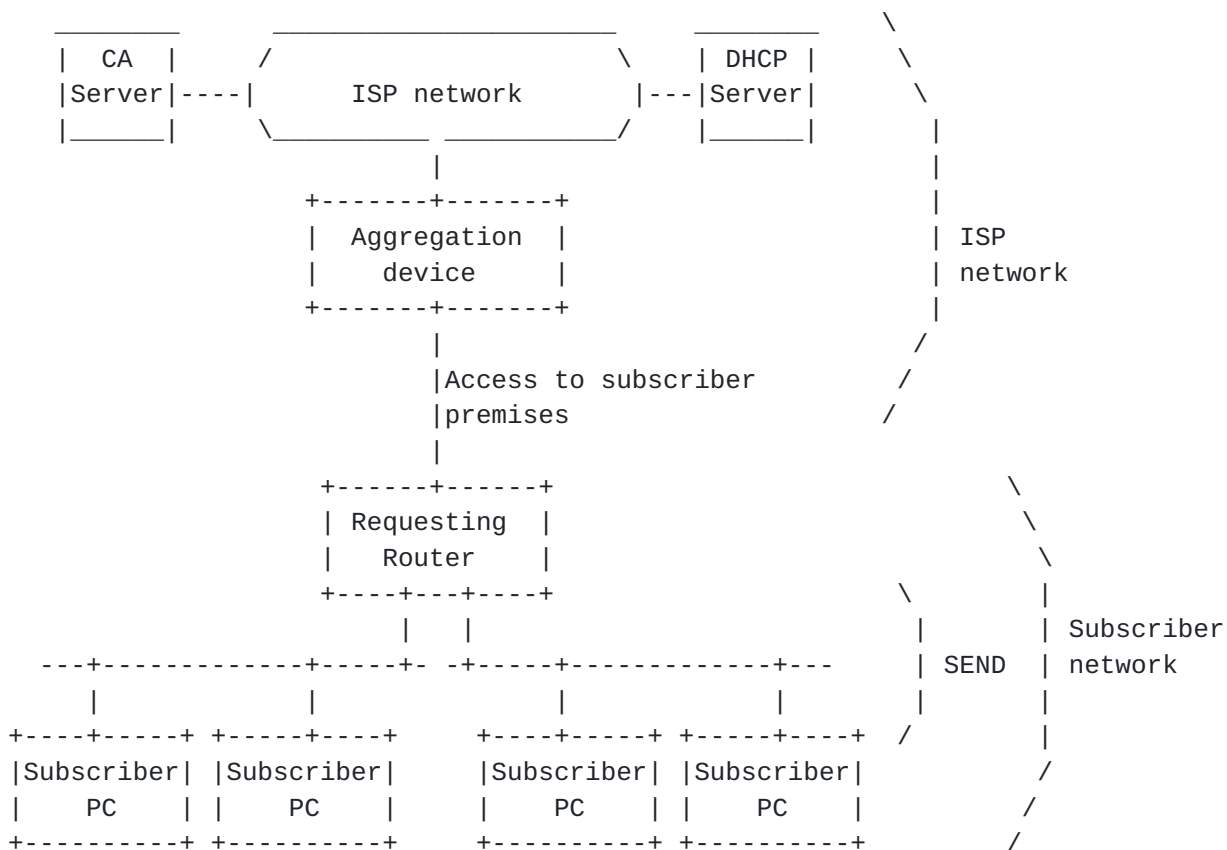 CA DHCP
Server ISP network Server
Aggregation ISP
device network
Access to subscriber
premises
Requesting
Router
Subscriber
SEND network
Subscriber Subscriber Subscriber Subscriber
PC PC PC PC